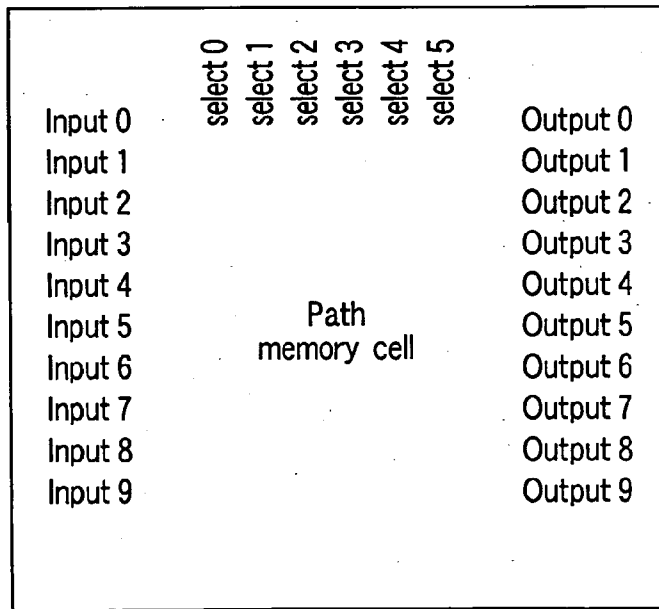 select 0
select 1
select 2
select 3
select 4
select 5
Input 0
Input 1
Input 2
Input 3
Input 4
Input 5
Input 6
Input 7
Input 8
Input 9
Path
memory cell
Output 0
Output 1
Output 2
Output 3
Output 4
Output 5
Output 6
Output 7
Output 8
Output 9